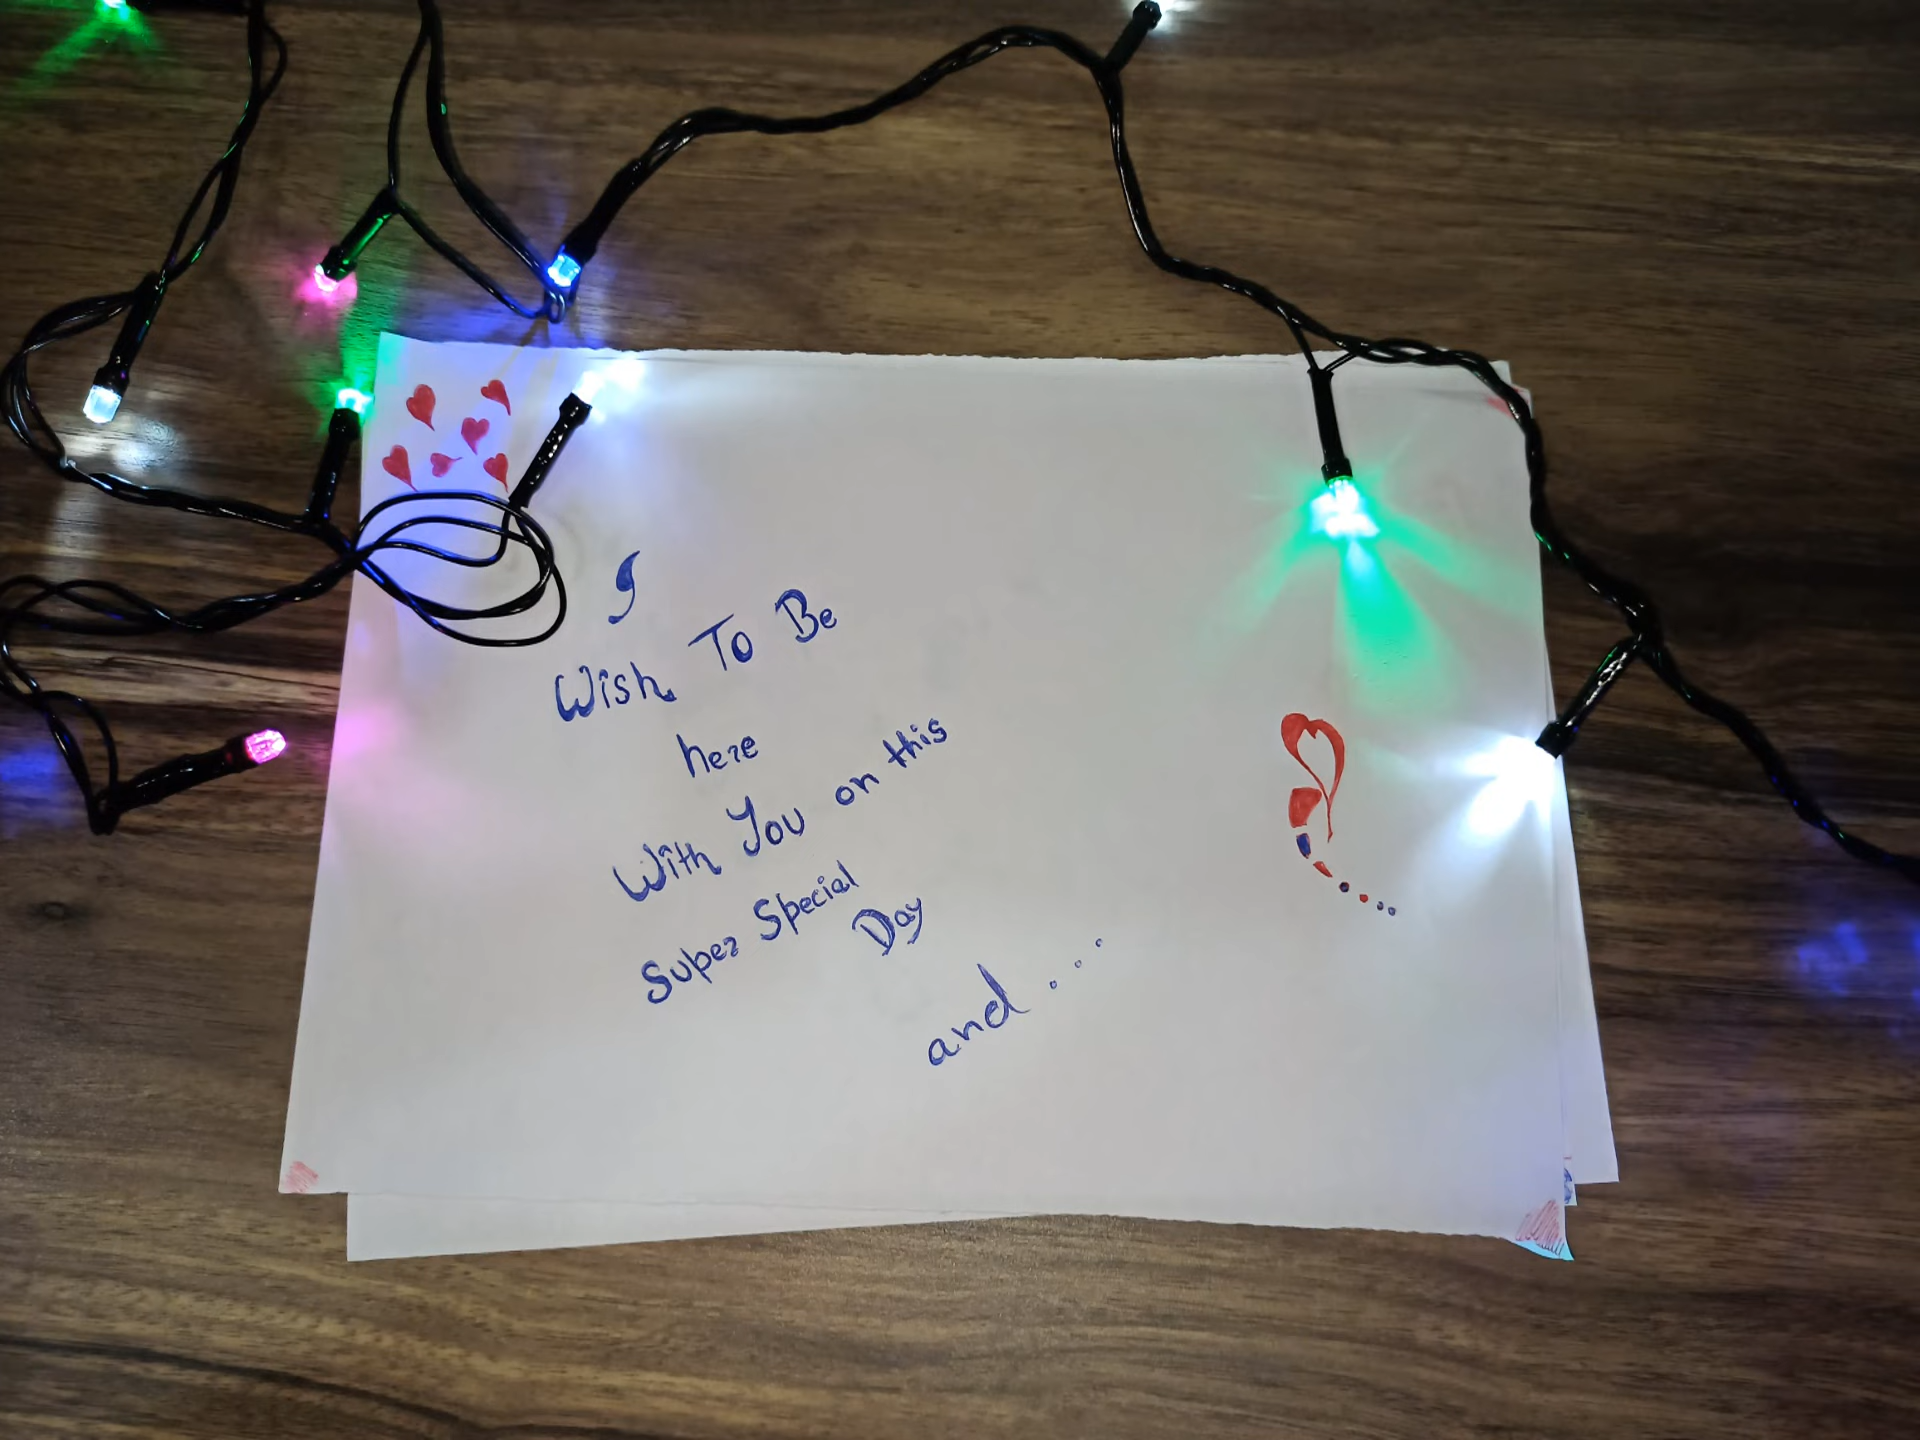 I
Wish To Be
here
With You on this
Super Special
Day
and...